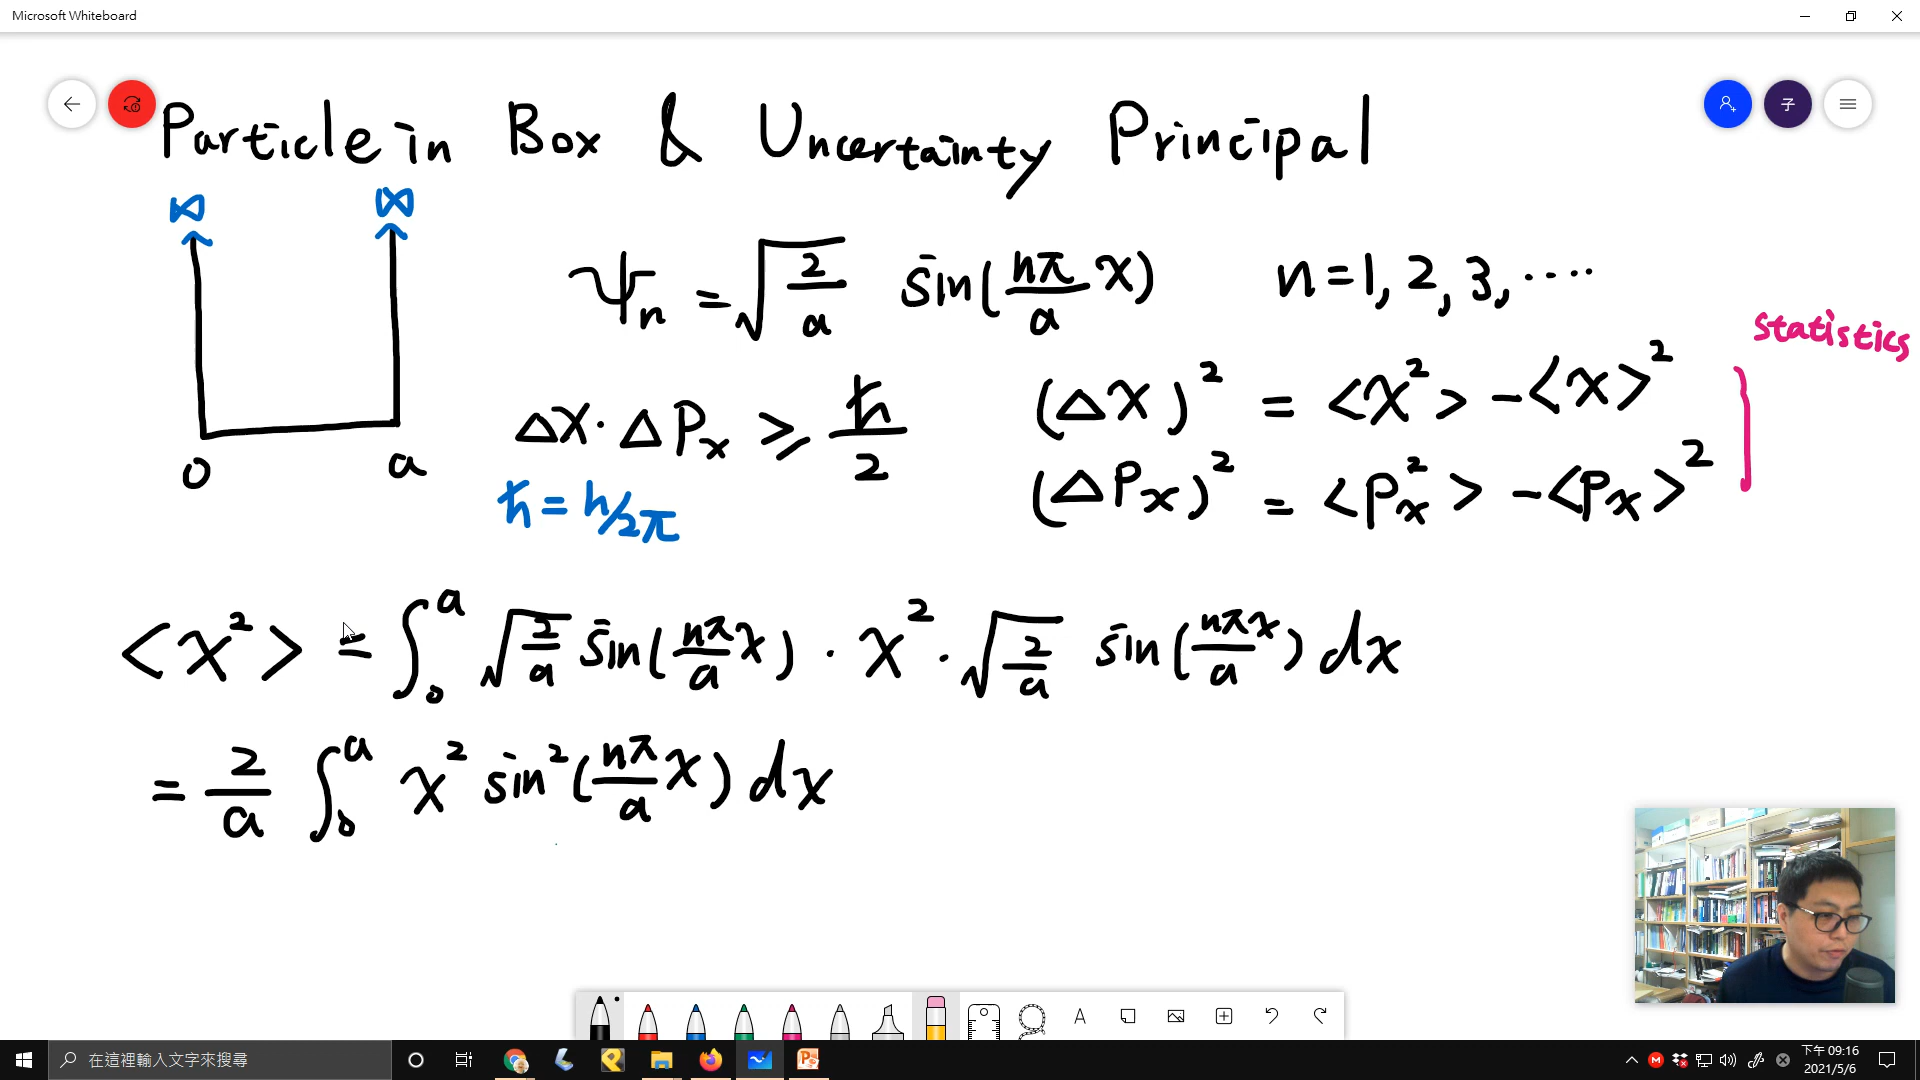 Microsoft Whiteboard
Particle in Box & Uncertainty Principal
∞ ∞
0 a
ψn = √(2/a) sin(nπ/a x) n=1, 2, 3, ....
statistics
Δx · ΔPx ≥ ħ/2
ħ = h/2π
(Δx)² = <x²> - <x>²
(ΔPx)² = <Px²> - <Px>²
<x²> = ∫₀ᵃ √(2/a) sin(nπ/a x) · x² · √(2/a) sin(nπx/a) dx
= 2/a ∫₀ᵃ x² sin²(nπ/a x) dx
子
A
在這裡輸入文字來搜尋
下午 09:16
2021/5/6